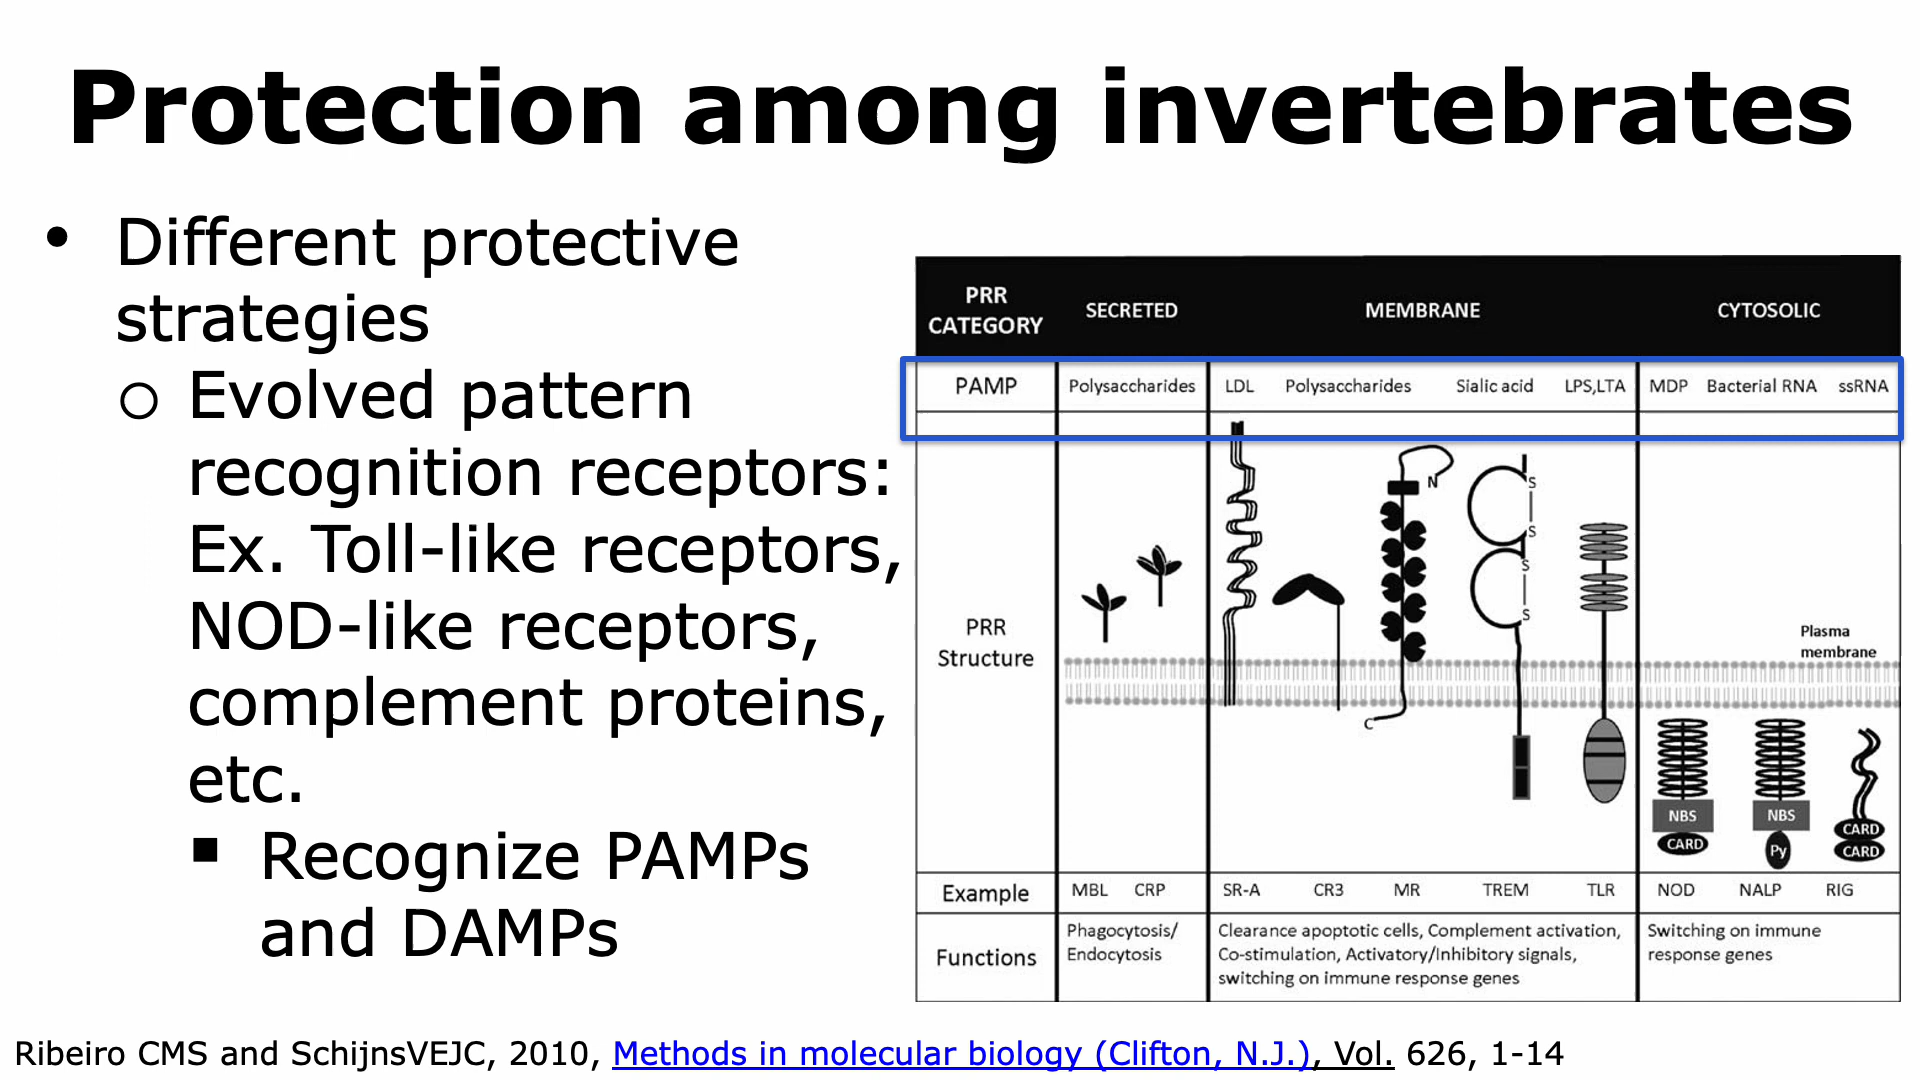 Protection among invertebrates
• Different protective
strategies
○ Evolved pattern
recognition receptors:
Ex. Toll-like receptors,
NOD-like receptors,
complement proteins,
etc.
▪ Recognize PAMPs
and DAMPs
PRR CATEGORY SECRETED MEMBRANE CYTOSOLIC
PAMP Polysaccharides LDL Polysaccharides Sialic acid LPS,LTA MDP Bacterial RNA ssRNA
N
S
S
S
S
PRR
Structure
Plasma
membrane
C
NBS NBS
CARD Py CARD
CARD
Example MBL CRP SR-A CR3 MR TREM TLR NOD NALP RIG
Functions
Phagocytosis/
Endocytosis
Clearance apoptotic cells, Complement activation,
Co-stimulation, Activatory/Inhibitory signals,
switching on immune response genes
Switching on immune
response genes
Ribeiro CMS and SchijnsVEJC, 2010, Methods in molecular biology (Clifton, N.J.), Vol. 626, 1-14